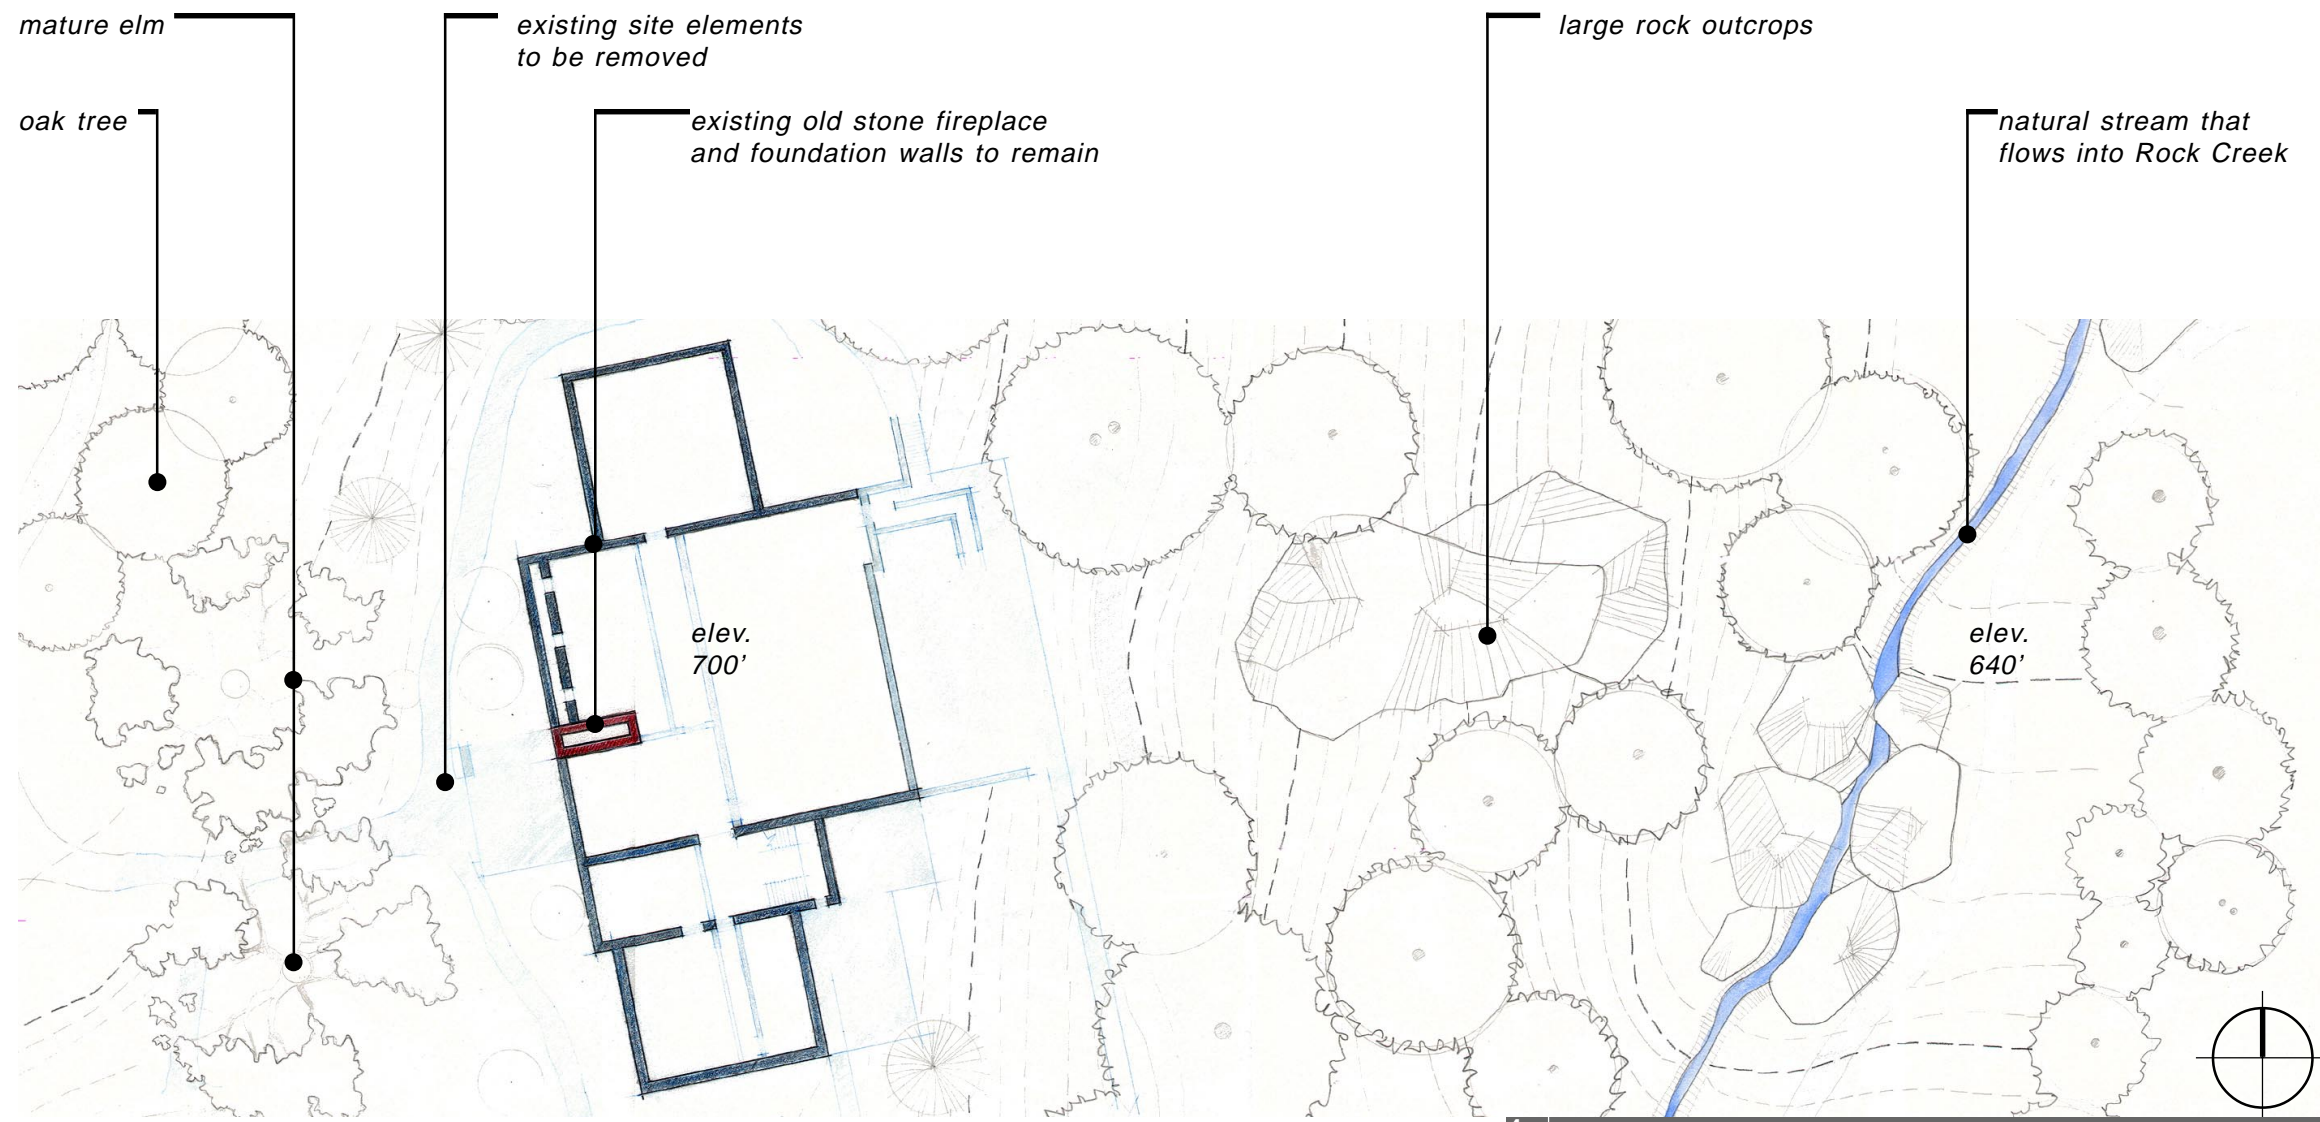 mature elm
existing site elements
to be removed
large rock outcrops
oak tree
existing old stone fireplace
and foundation walls to remain
natural stream that
flows into Rock Creek
elev.
700’
elev.
640’